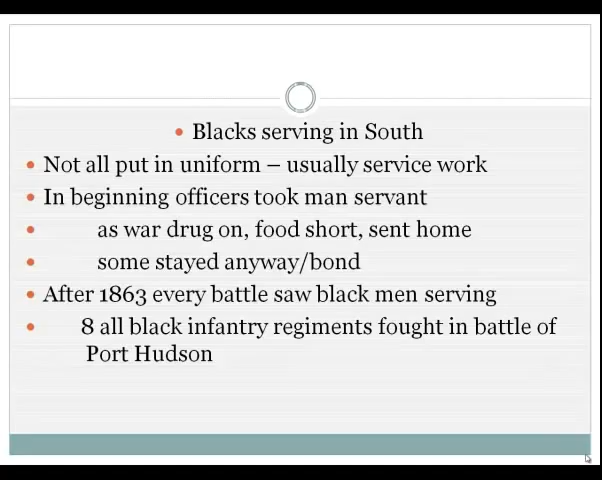 • Blacks serving in South
• Not all put in uniform – usually service work
• In beginning officers took man servant
• as war drug on, food short, sent home
• some stayed anyway/bond
• After 1863 every battle saw black men serving
• 8 all black infantry regiments fought in battle of
Port Hudson